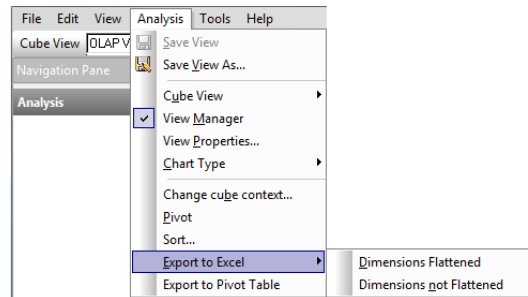 File Edit View Analysis Tools Help
Cube View OLAP V Save View
Save View As...
Navigation Pane
Analysis
Cube View
View Manager
View Properties...
Chart Type
Change cube context...
Pivot
Sort...
Export to Excel Dimensions Flattened
Export to Pivot Table Dimensions not Flattened